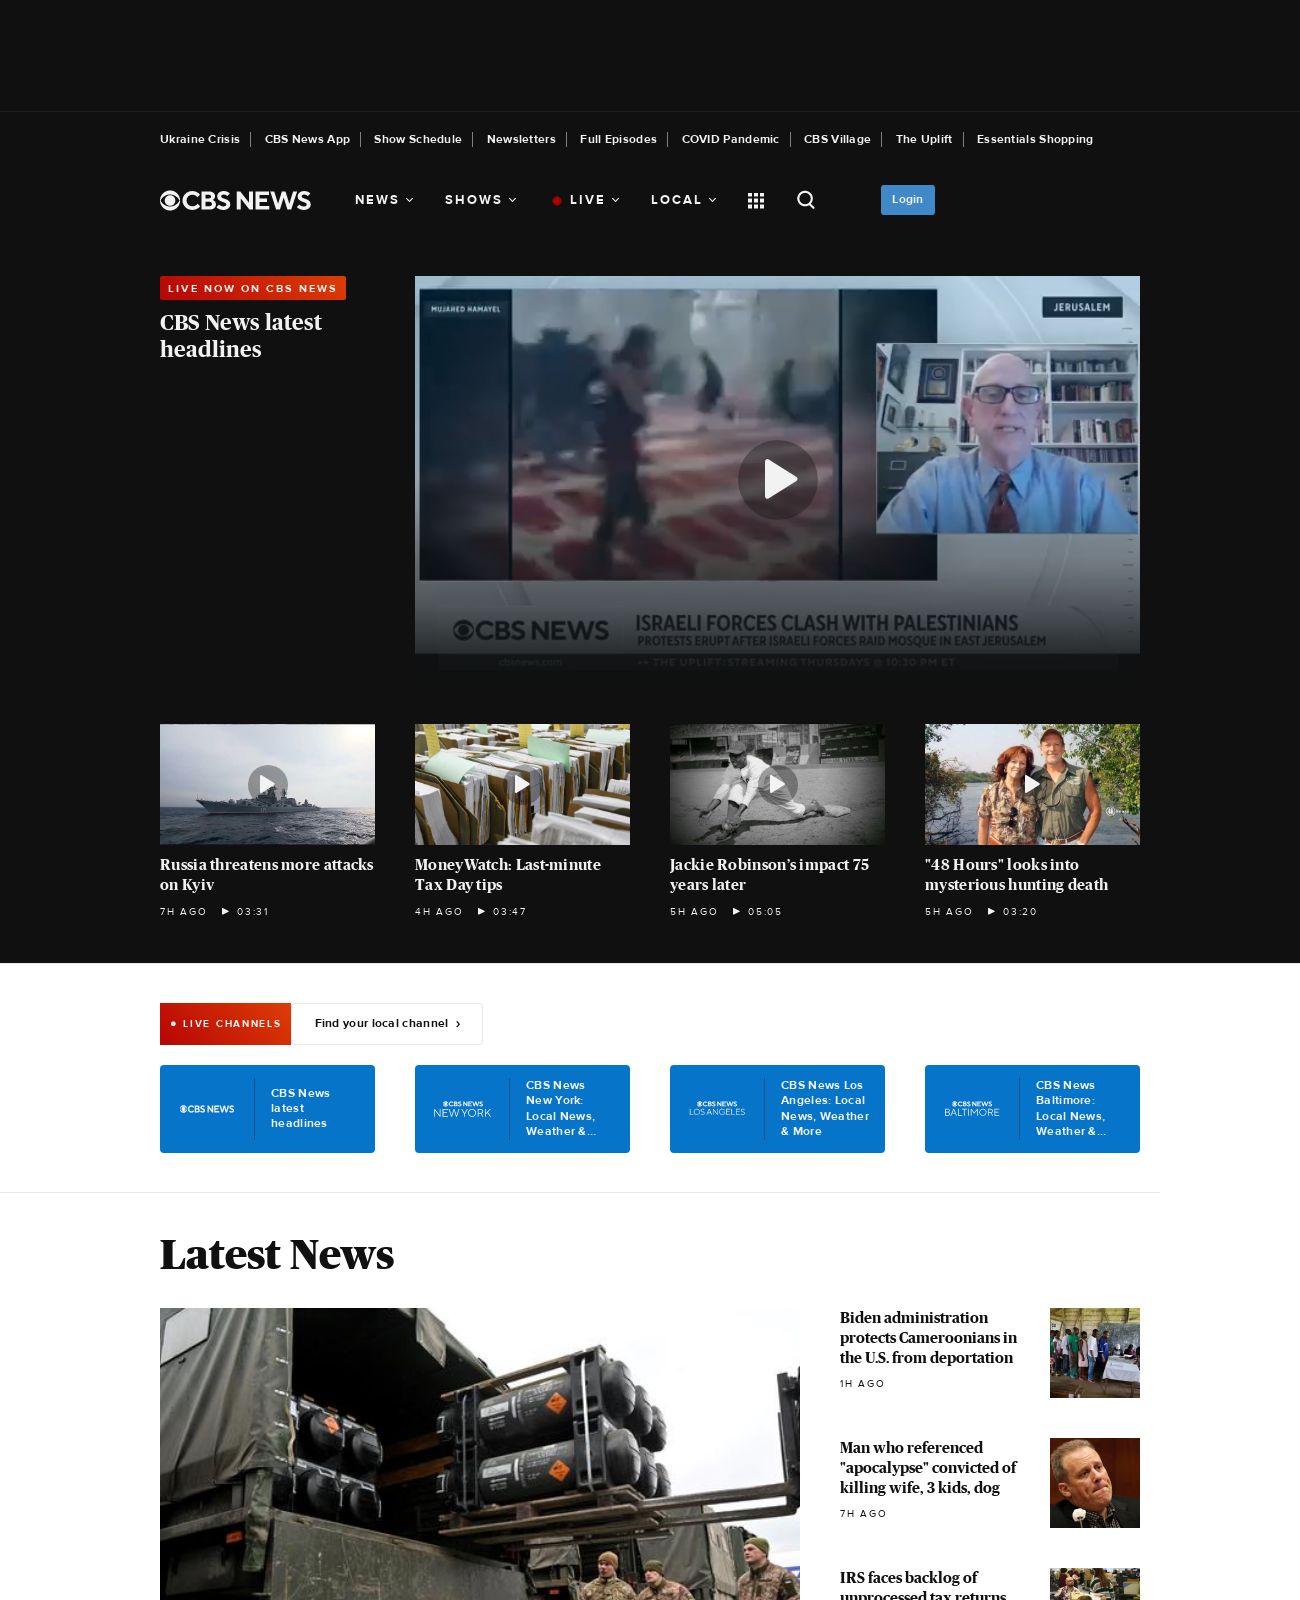 Ukraine Crisis
CBS News App
Show Schedule
Newsletters
Full Episodes
COVID Pandemic
CBS Village
The Uplift
Essentials Shopping
CBS NEWS
NEWS
SHOWS
LIVE
LOCAL
Login
LIVE NOW ON CBS NEWS
CBS News latest
headlines
MUJAHED HAMAYEL
JERUSALEM
CBS NEWS
ISRAELI FORCES CLASH WITH PALESTINIANS
PROTESTS ERUPT AFTER ISRAELI FORCES RAID MOSQUE IN EAST JERUSALEM
cbsnews.com
THE UPLIFT: STREAMING THURSDAYS @ 10:30 PM ET
Russia threatens more attacks
on Kyiv
7H AGO
03:31
MoneyWatch: Last-minute
Tax Day tips
4H AGO
03:47
Jackie Robinson's impact 75
years later
5H AGO
05:05
"48 Hours" looks into
mysterious hunting death
5H AGO
03:20
LIVE CHANNELS
Find your local channel ›
CBS NEWS
CBS News
latest
headlines
CBS NEWS
NEW YORK
CBS News
New York:
Local News,
Weather &...
CBS NEWS
LOS ANGELES
CBS News Los
Angeles: Local
News, Weather
& More
CBS NEWS
BALTIMORE
CBS News
Baltimore:
Local News,
Weather &...
Latest News
Biden administration
protects Cameroonians in
the U.S. from deportation
1H AGO
Man who referenced
"apocalypse" convicted of
killing wife, 3 kids, dog
7H AGO
IRS faces backlog of
unprocessed tax returns